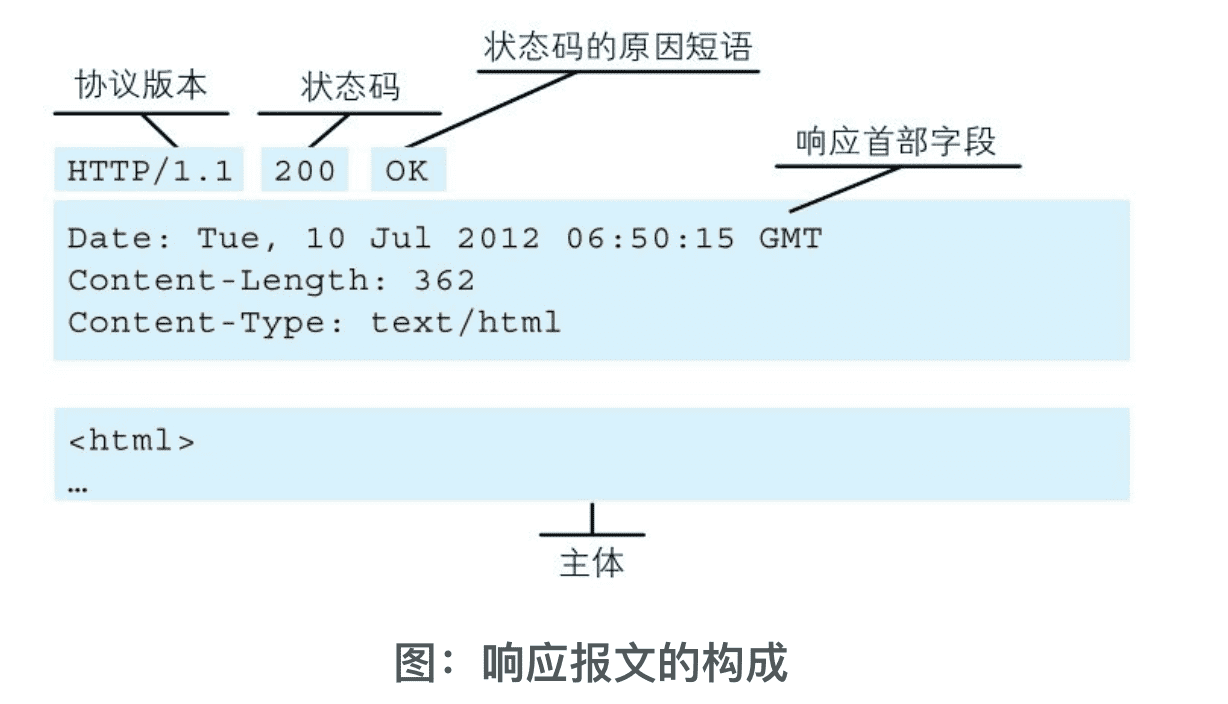 状态码的原因短语
协议版本
状态码
响应首部字段
HTTP/1.1 200 OK
Date: Tue, 10 Jul 2012 06:50:15 GMT
Content-Length: 362
Content-Type: text/html
<html>
…
主体
图：响应报文的构成